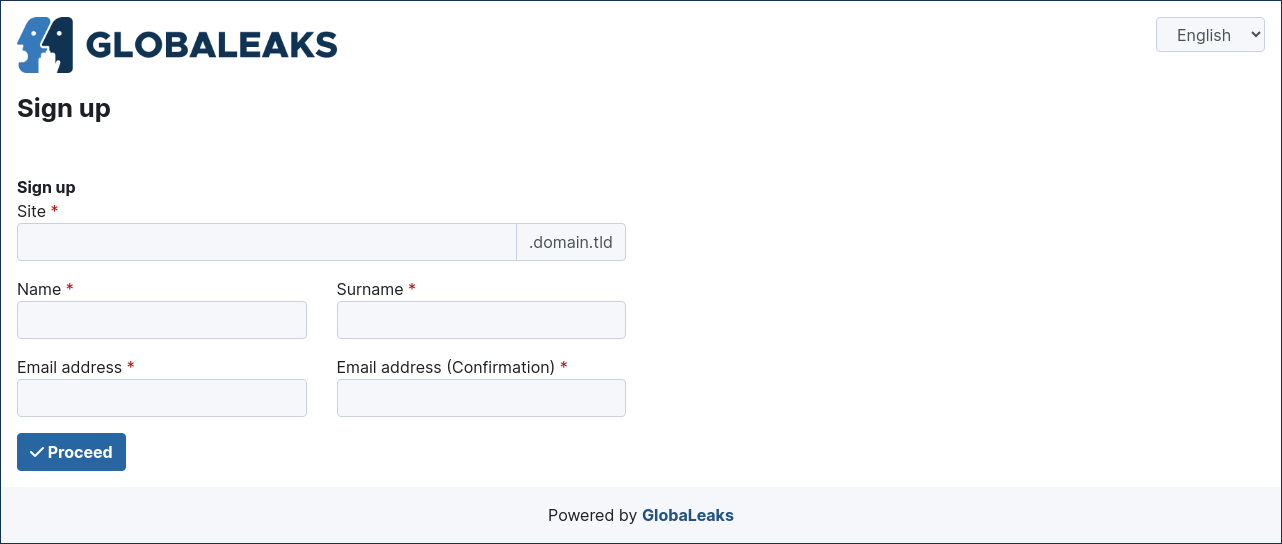 GLOBALEAKS
English
Sign up
Sign up
Site *
.domain.tld
Name * Surname *
Email address * Email address (Confirmation) *
Proceed
Powered by GlobaLeaks